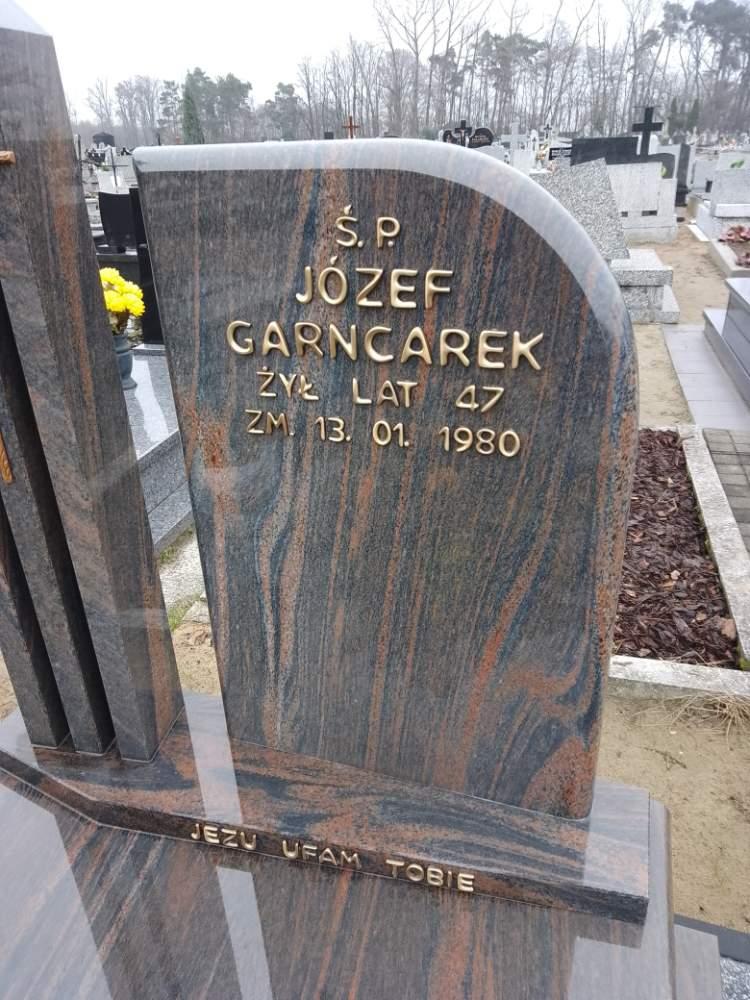 Ś.P.
JÓZEF
GARNCAREK
ŻYŁ LAT 47
ZM. 13. 01. 1980
JEZU UFAM TOBIE